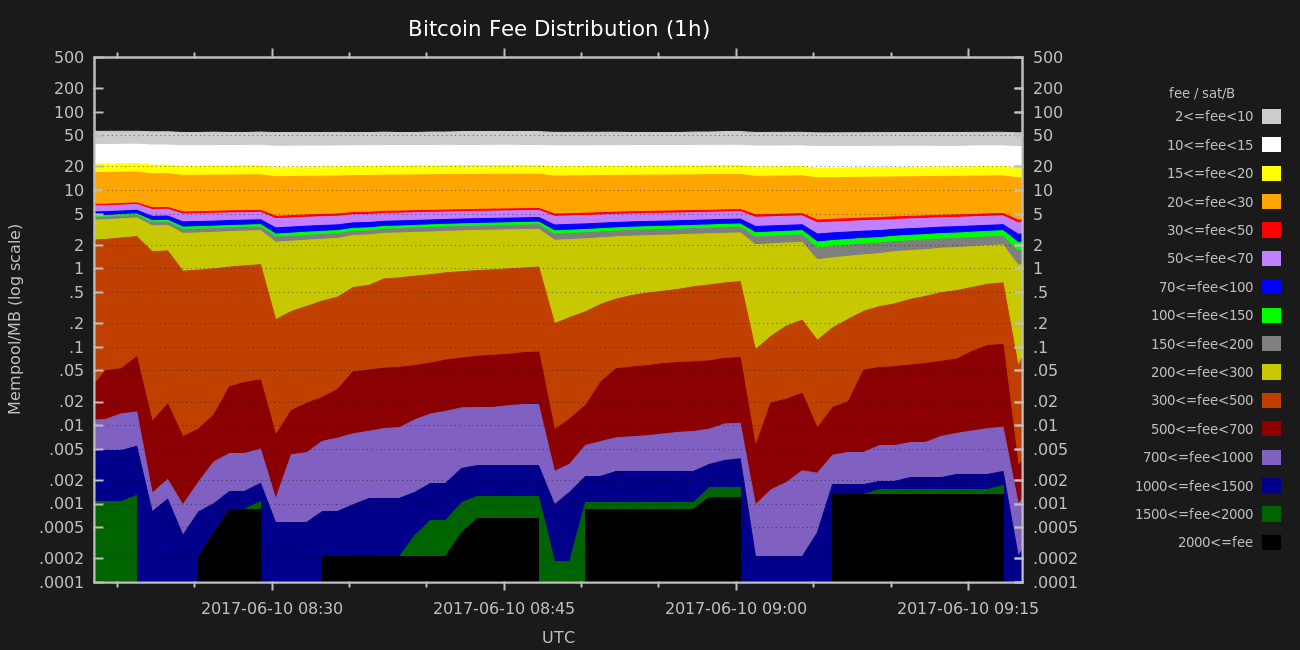 Bitcoin Fee Distribution (1h)
500
200
100
50
20
10
5
2
1
.5
.2
.1
.05
.02
.01
.005
.002
.001
.0005
.0002
.0001
Mempool/MB (log scale)
500
200
100
50
20
10
5
2
1
.5
.2
.1
.05
.02
.01
.005
.002
.001
.0005
.0002
.0001
2017-06-10 08:30
2017-06-10 08:45
2017-06-10 09:00
2017-06-10 09:15
UTC
fee / sat/B
2<=fee<10
10<=fee<15
15<=fee<20
20<=fee<30
30<=fee<50
50<=fee<70
70<=fee<100
100<=fee<150
150<=fee<200
200<=fee<300
300<=fee<500
500<=fee<700
700<=fee<1000
1000<=fee<1500
1500<=fee<2000
2000<=fee